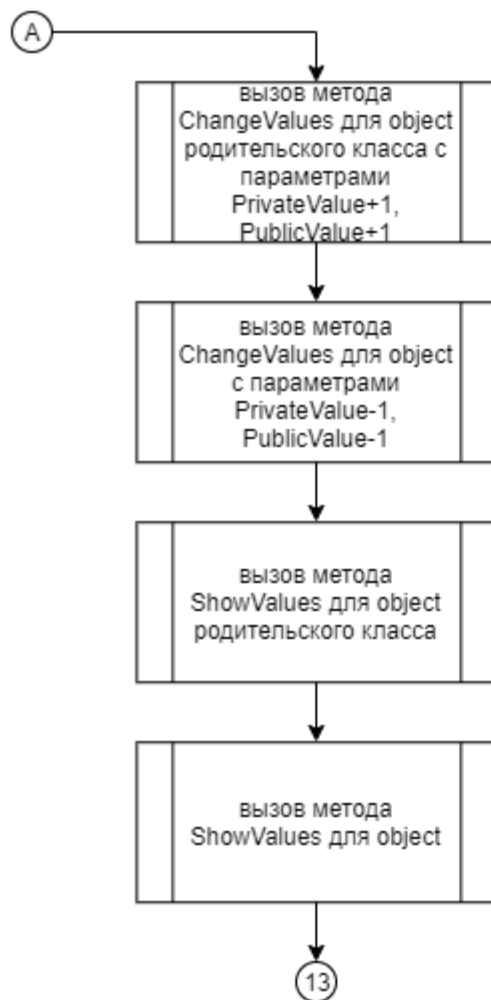 A
вызов метода
ChangeValues для object
родительского класса с
параметрами
PrivateValue+1,
PublicValue+1
вызов метода
ChangeValues для object
с параметрами
PrivateValue-1,
PublicValue-1
вызов метода
ShowValues для object
родительского класса
вызов метода
ShowValues для object
13